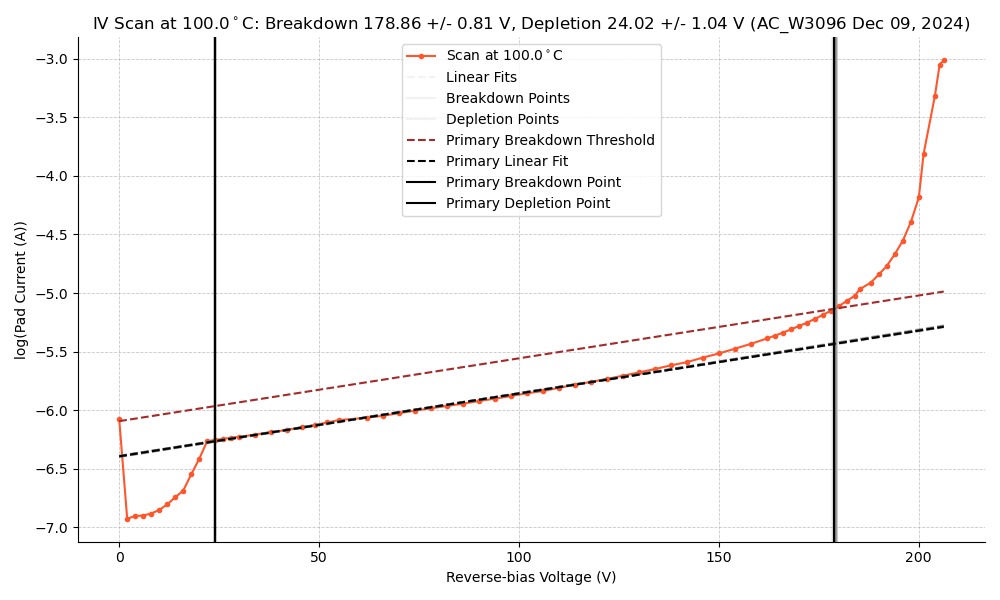 IV Scan at 100.0°C: Breakdown 178.86 +/- 0.81 V, Depletion 24.02 +/- 1.04 V (AC_W3096 Dec 09, 2024)
Scan at 100.0°C
Linear Fits
Breakdown Points
Depletion Points
Primary Breakdown Threshold
Primary Linear Fit
Primary Breakdown Point
Primary Depletion Point
log(Pad Current (A))
−3.0
−3.5
−4.0
−4.5
−5.0
−5.5
−6.0
−6.5
−7.0
0
50
100
150
200
Reverse-bias Voltage (V)